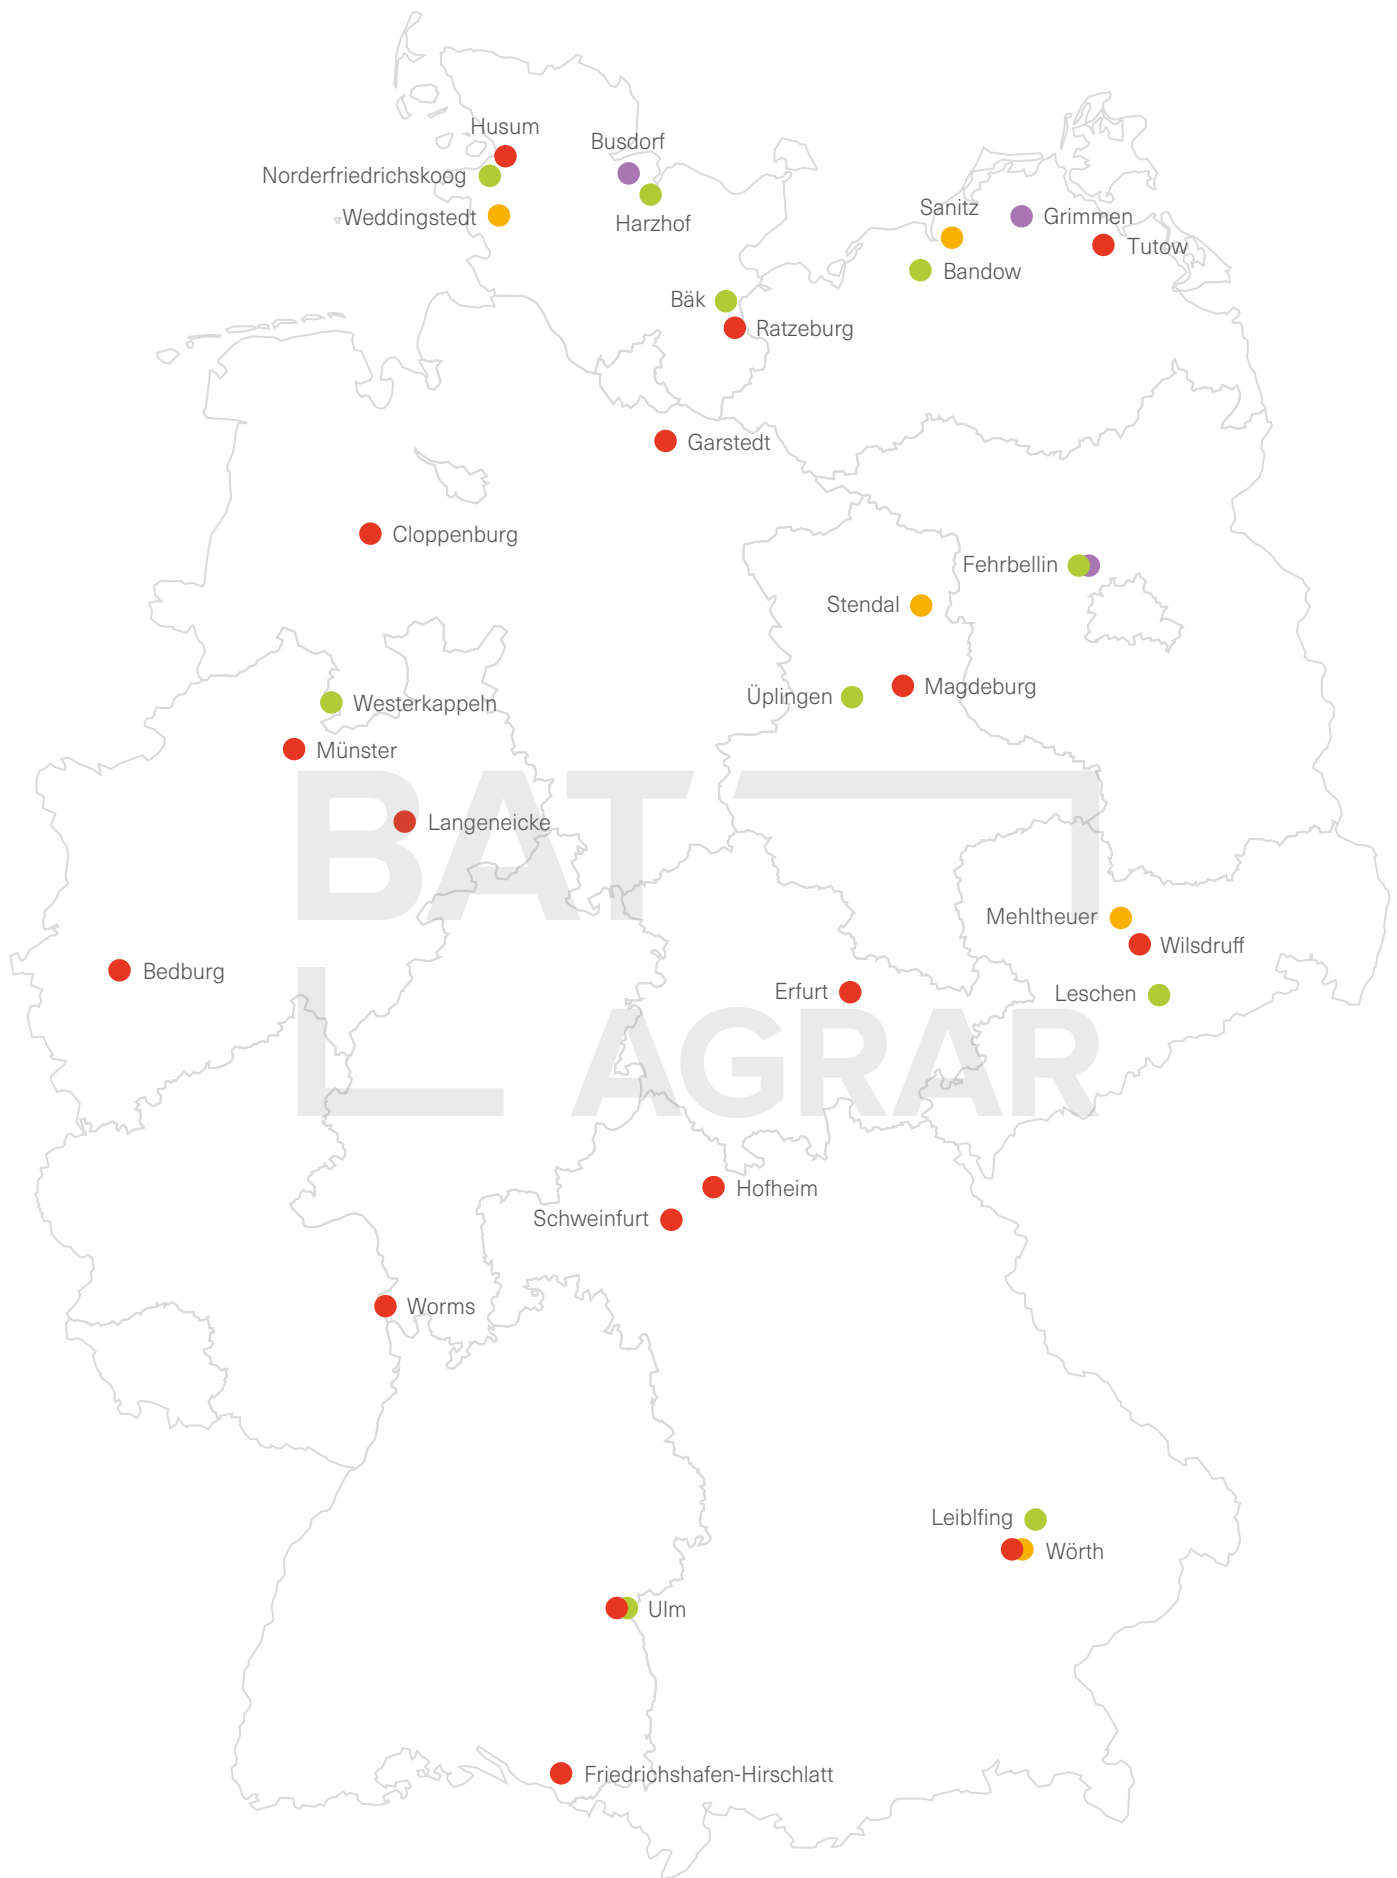 Husum
Busdorf
Norderfriedrichskoog
Weddingstedt
Harzhof
Sanitz
Grimmen
Tutow
Bandow
Bäk
Ratzeburg
Garstedt
Cloppenburg
Fehrbellin
Stendal
Üplingen
Magdeburg
Westerkappeln
Münster
BAT
Langeneicke
Mehltheuer
Wilsdruff
Bedburg
Erfurt
Leschen
AGRAR
Hofheim
Schweinfurt
Worms
Leiblfing
Wörth
Ulm
Friedrichshafen-Hirschlatt